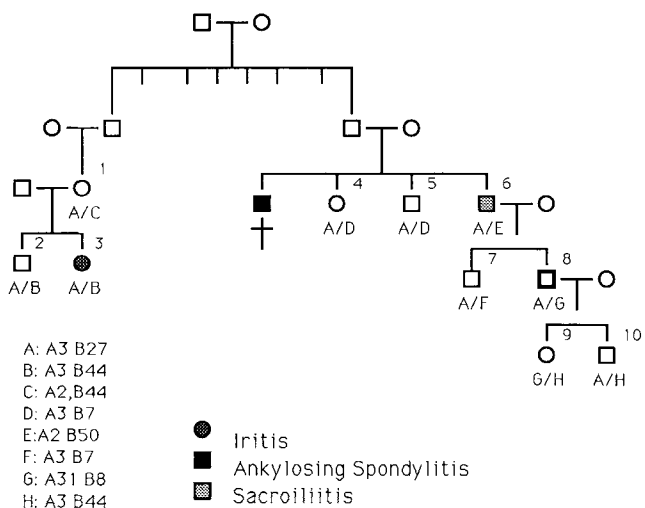 1
A/C
4
5
6
A/D
A/D
A/E
2
3
A/B
A/B
7
8
A/F
A/G
9
10
G/H
A/H
A: A3 B27
B: A3 B44
C: A2,B44
D: A3 B7
E:A2 B50
F: A3 B7
G: A31 B8
H: A3 B44
Iritis
Ankylosing Spondylitis
Sacroiliitis